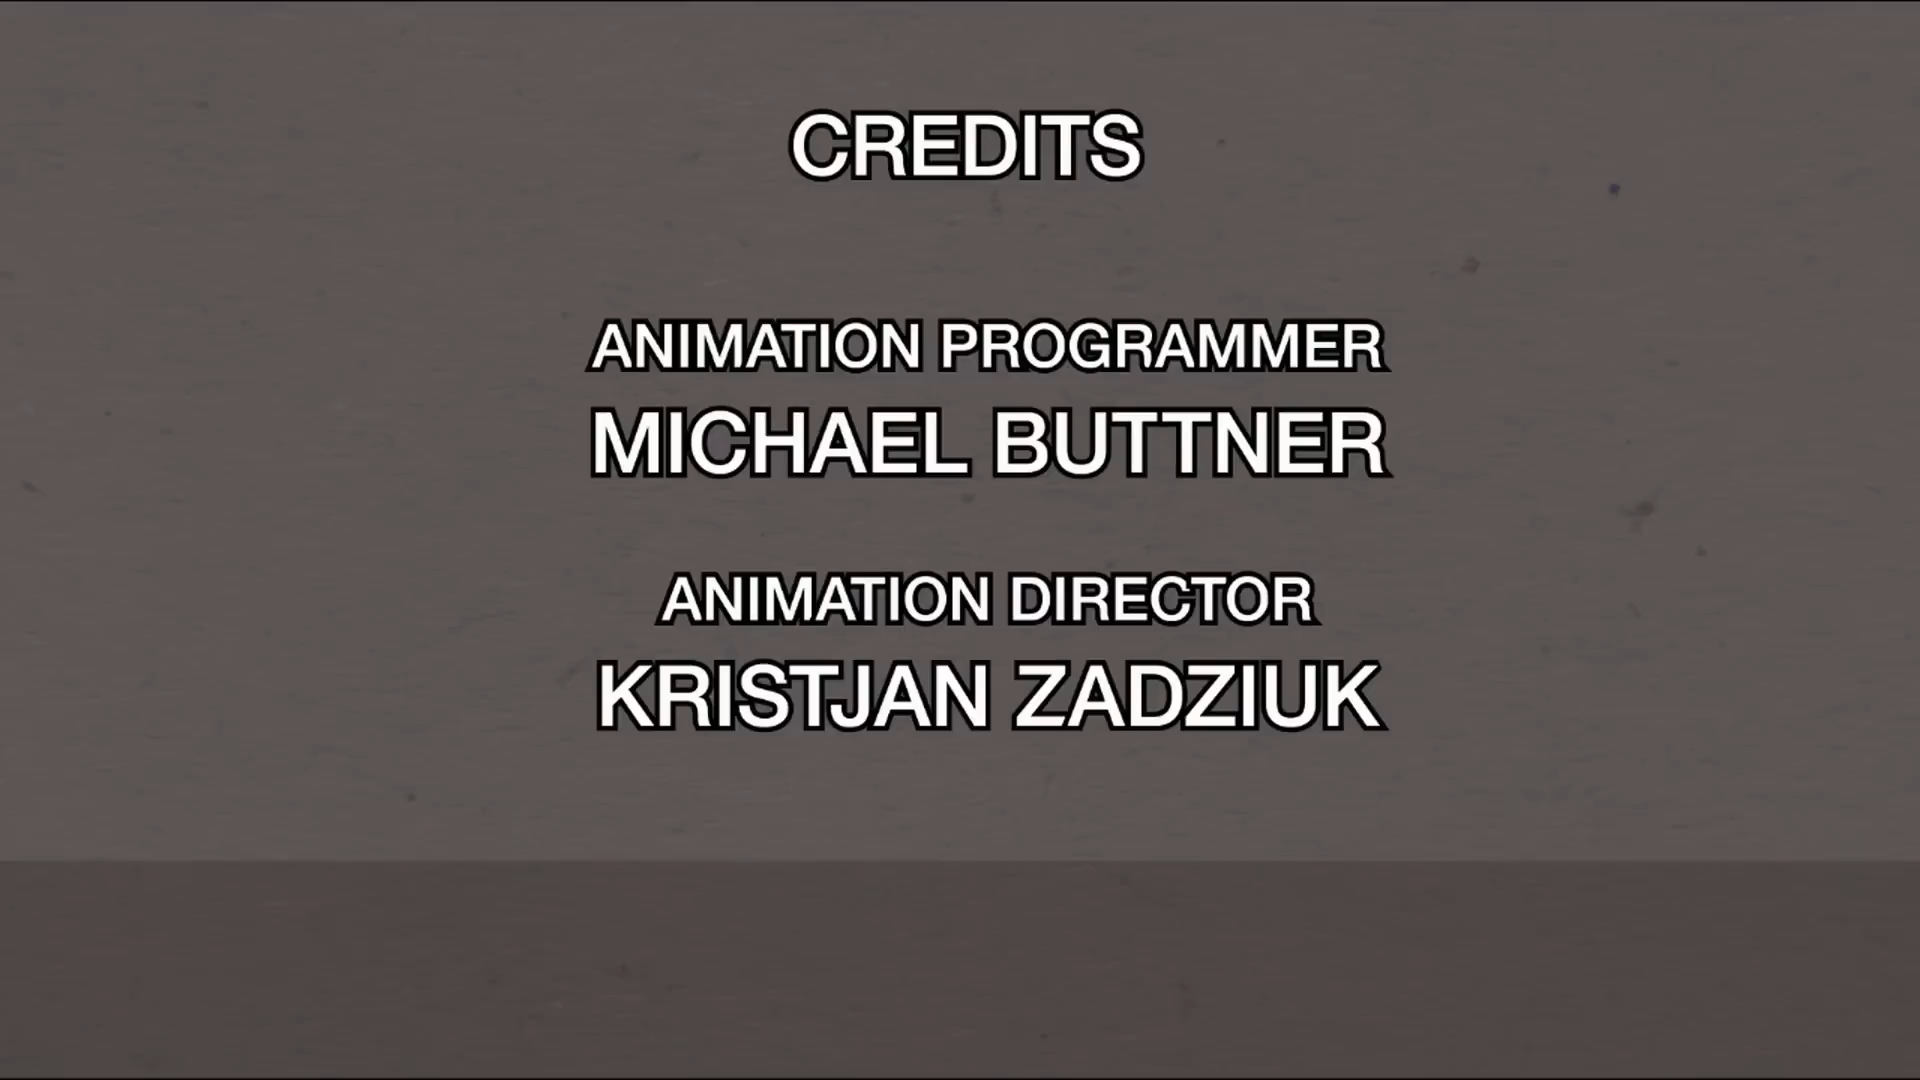 CREDITS
ANIMATION PROGRAMMER
MICHAEL BUTTNER
ANIMATION DIRECTOR
KRISTJAN ZADZIUK